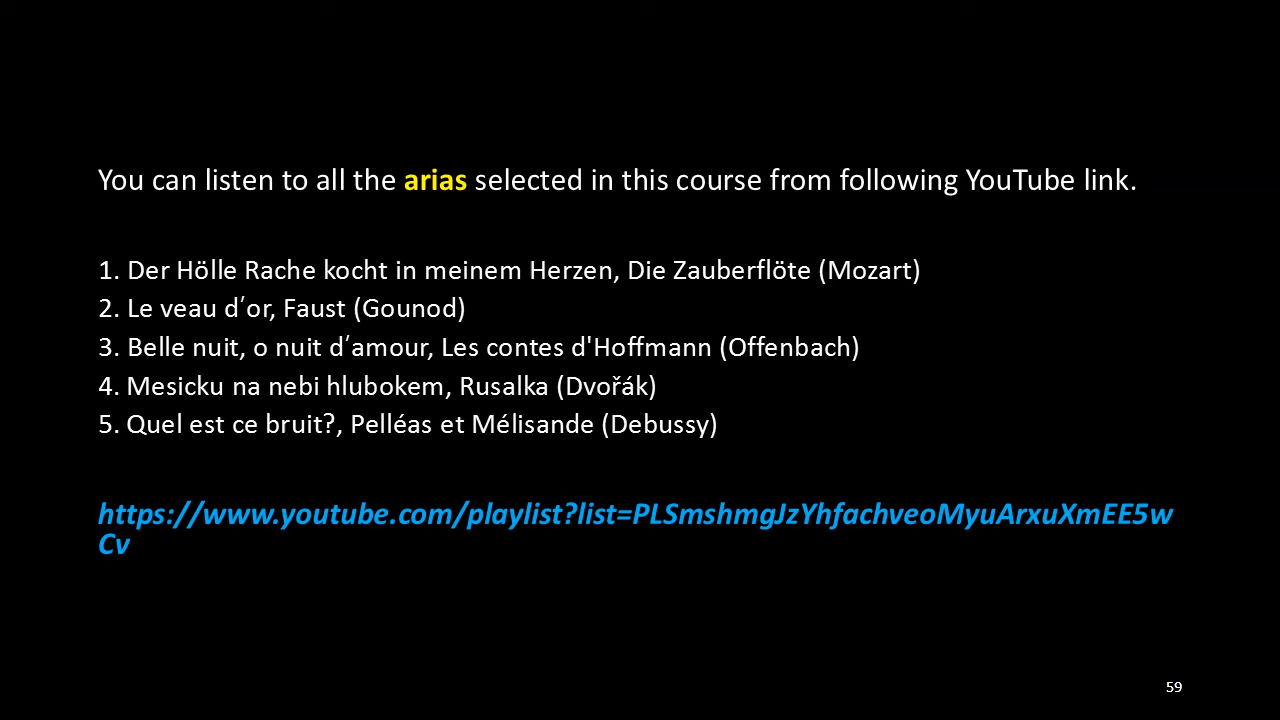 You can listen to all the arias selected in this course from following YouTube link.
1. Der Hölle Rache kocht in meinem Herzen, Die Zauberflöte (Mozart)
2. Le veau d′or, Faust (Gounod)
3. Belle nuit, o nuit d′amour, Les contes d'Hoffmann (Offenbach)
4. Mesicku na nebi hlubokem, Rusalka (Dvořák)
5. Quel est ce bruit?, Pelléas et Mélisande (Debussy)
https://www.youtube.com/playlist?list=PLSmshmgJzYhfachveoMyuArxuXmEE5w
Cv
59